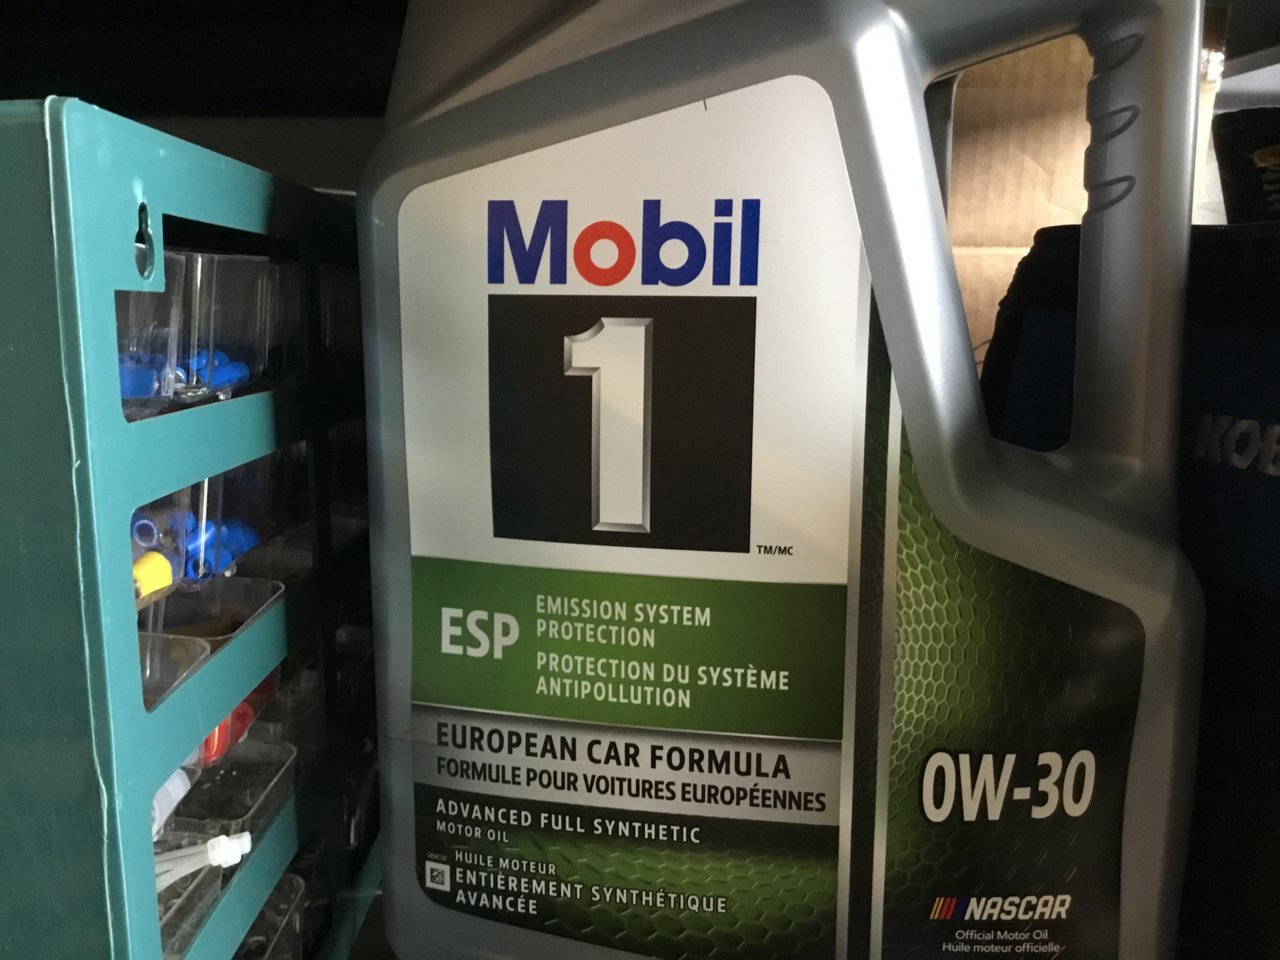 Mobil
1
TM/MC
ESP
EMISSION SYSTEM
PROTECTION
PROTECTION DU SYSTÈME
ANTIPOLLUTION
EUROPEAN CAR FORMULA
FORMULE POUR VOITURES EUROPÉENNES
ADVANCED FULL SYNTHETIC
MOTOR OIL
HUILE MOTEUR
ENTIÈREMENT SYNTHÉTIQUE
AVANCÉE
0W-30
NASCAR
Official Motor Oil
Huile moteur officielle